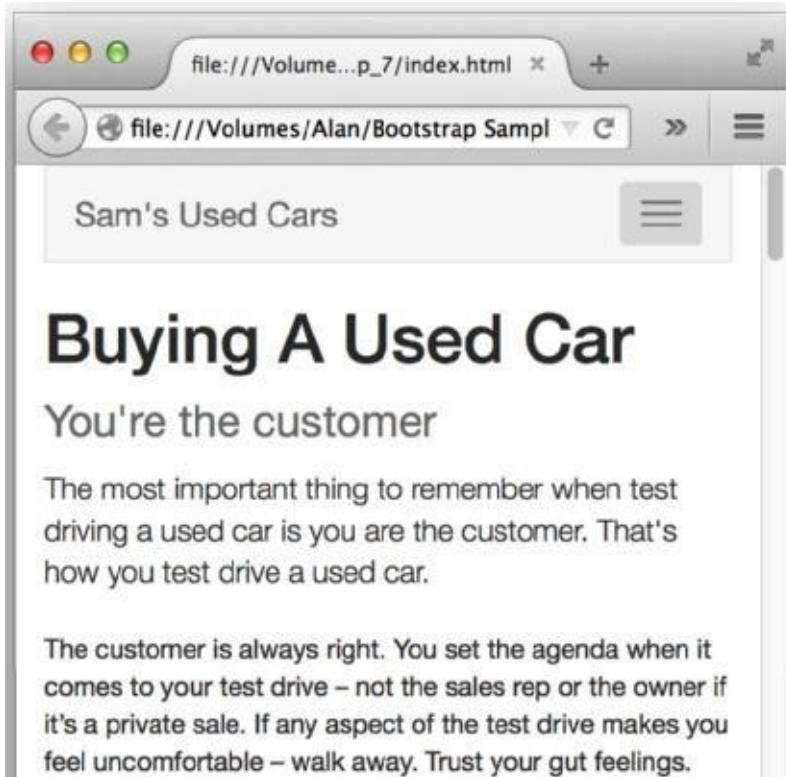 file:///Volume...p_7/index.html
file:///Volumes/Alan/Bootstrap Sampl
Sam's Used Cars
Buying A Used Car
You're the customer
The most important thing to remember when test
driving a used car is you are the customer. That's
how you test drive a used car.
The customer is always right. You set the agenda when it
comes to your test drive – not the sales rep or the owner if
it’s a private sale. If any aspect of the test drive makes you
feel uncomfortable – walk away. Trust your gut feelings.